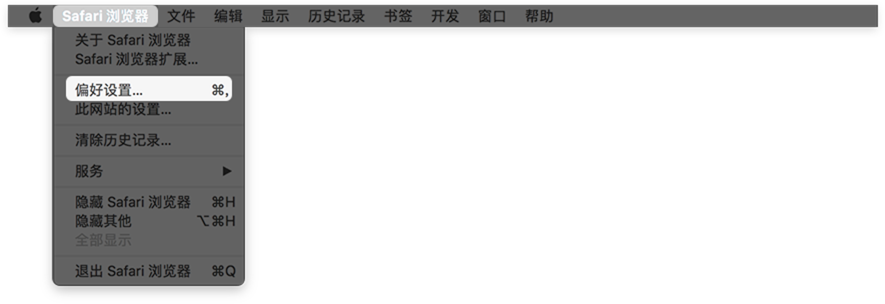 Safari 浏览器 文件 编辑 显示 历史记录 书签 开发 窗口 帮助
关于 Safari 浏览器
Safari 浏览器扩展...
偏好设置... ⌘,
此网站的设置...
清除历史记录...
服务 ▶
隐藏 Safari 浏览器 ⌘H
隐藏其他 ⌥⌘H
全部显示
退出 Safari 浏览器 ⌘Q